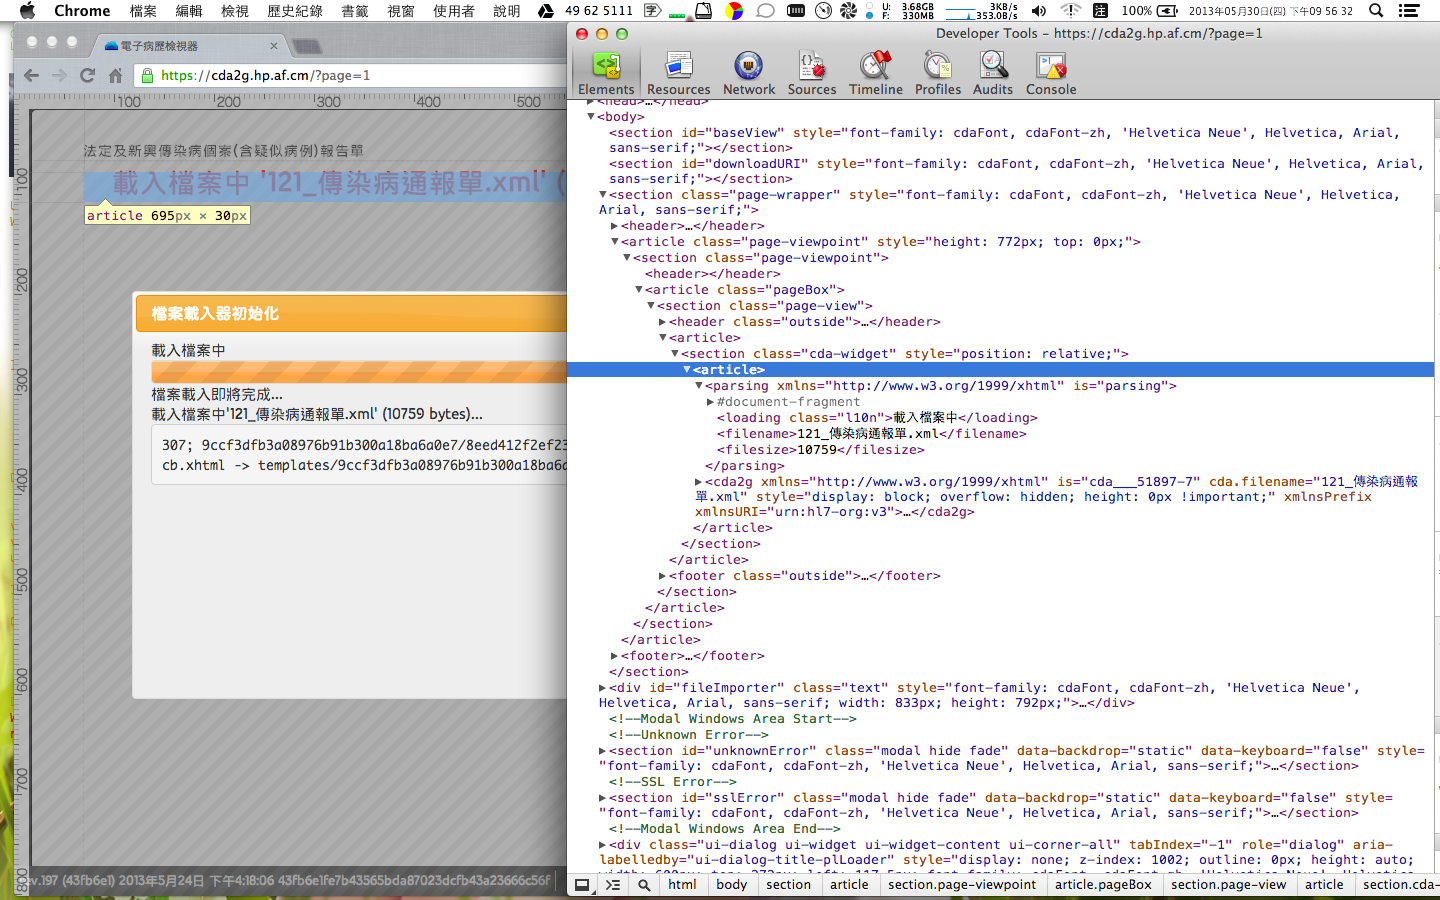 Chrome 檔案 編輯 檢視 歷史紀錄 書籤 視窗 使用者 說明 49 62 5111 U: 3.68GB F: 330MB 3KB/s 353.0B/s 注 100% 2013年05月30日(四) 下午09 56 32
電子病歷檢視器
https://cda2g.hp.af.cm/?page=1
100 200 300 400 500
法定及新興傳染病個案(含疑似病例)報告單
載入檔案中 '121_傳染病通報單.xml' (
article 695px × 30px
100
200
300
400
500
600
700
800
檔案載入器初始化
載入檔案中
檔案載入即將完成...
載入檔案中'121_傳染病通報單.xml' (10759 bytes)...
307; 9ccf3dfb3a08976b91b300a18ba6a0e7/8eed412f2ef23
cb.xhtml -> templates/9ccf3dfb3a08976b91b300a18ba6a
ev.197 (43fb6e1) 2013年5月24日 下午4:18:06 43fb6e1fe7b43565bda87023dcfb43a23666c56f
Developer Tools - https://cda2g.hp.af.cm/?page=1
Elements Resources Network Sources Timeline Profiles Audits Console
▶<head>…</head>
▼<body>
<section id="baseView" style="font-family: cdaFont, cdaFont-zh, 'Helvetica Neue', Helvetica, Arial,
sans-serif;"></section>
<section id="downloadURI" style="font-family: cdaFont, cdaFont-zh, 'Helvetica Neue', Helvetica, Arial,
sans-serif;"></section>
▼<section class="page-wrapper" style="font-family: cdaFont, cdaFont-zh, 'Helvetica Neue', Helvetica,
Arial, sans-serif;">
▶<header>…</header>
▼<article class="page-viewpoint" style="height: 772px; top: 0px;">
▼<section class="page-viewpoint">
<header></header>
▼<article class="pageBox">
▼<section class="page-view">
▶<header class="outside">…</header>
▼<article>
▼<section class="cda-widget" style="position: relative;">
▼<article>
▼<parsing xmlns="http://www.w3.org/1999/xhtml" is="parsing">
▶#document-fragment
<loading class="l10n">載入檔案中</loading>
<filename>121_傳染病通報單.xml</filename>
<filesize>10759</filesize>
</parsing>
▶<cda2g xmlns="http://www.w3.org/1999/xhtml" is="cda___51897-7" cda.filename="121_傳染病通報
單.xml" style="display: block; overflow: hidden; height: 0px !important;" xmlnsPrefix
xmlnsURI="urn:hl7-org:v3">…</cda2g>
</article>
</section>
</article>
▶<footer class="outside">…</footer>
</section>
</article>
</section>
</article>
▶<footer>…</footer>
</section>
▶<div id="fileImporter" class="text" style="font-family: cdaFont, cdaFont-zh, 'Helvetica Neue',
Helvetica, Arial, sans-serif; width: 833px; height: 792px;">…</div>
<!--Modal Windows Area Start-->
<!--Unknown Error-->
▶<section id="unknownError" class="modal hide fade" data-backdrop="static" data-keyboard="false" style=
"font-family: cdaFont, cdaFont-zh, 'Helvetica Neue', Helvetica, Arial, sans-serif;">…</section>
<!--SSL Error-->
▶<section id="sslError" class="modal hide fade" data-backdrop="static" data-keyboard="false" style=
"font-family: cdaFont, cdaFont-zh, 'Helvetica Neue', Helvetica, Arial, sans-serif;">…</section>
<!--Modal Windows Area End-->
▶<div class="ui-dialog ui-widget ui-widget-content ui-corner-all" tabIndex="-1" role="dialog" aria-
labelledby="ui-dialog-title-plLoader" style="display: none; z-index: 1002; outline: 0px; height: auto;
html body section article section.page-viewpoint article.pageBox section.page-view article section.cda-